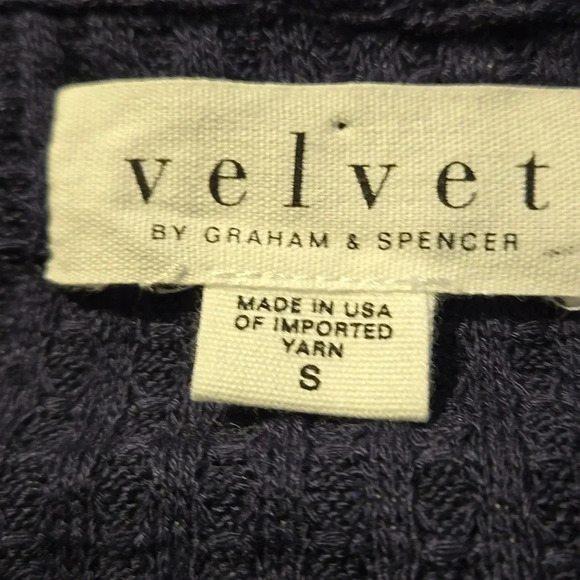 velvet
BY GRAHAM & SPENCER
MADE IN USA
OF IMPORTED
YARN
S